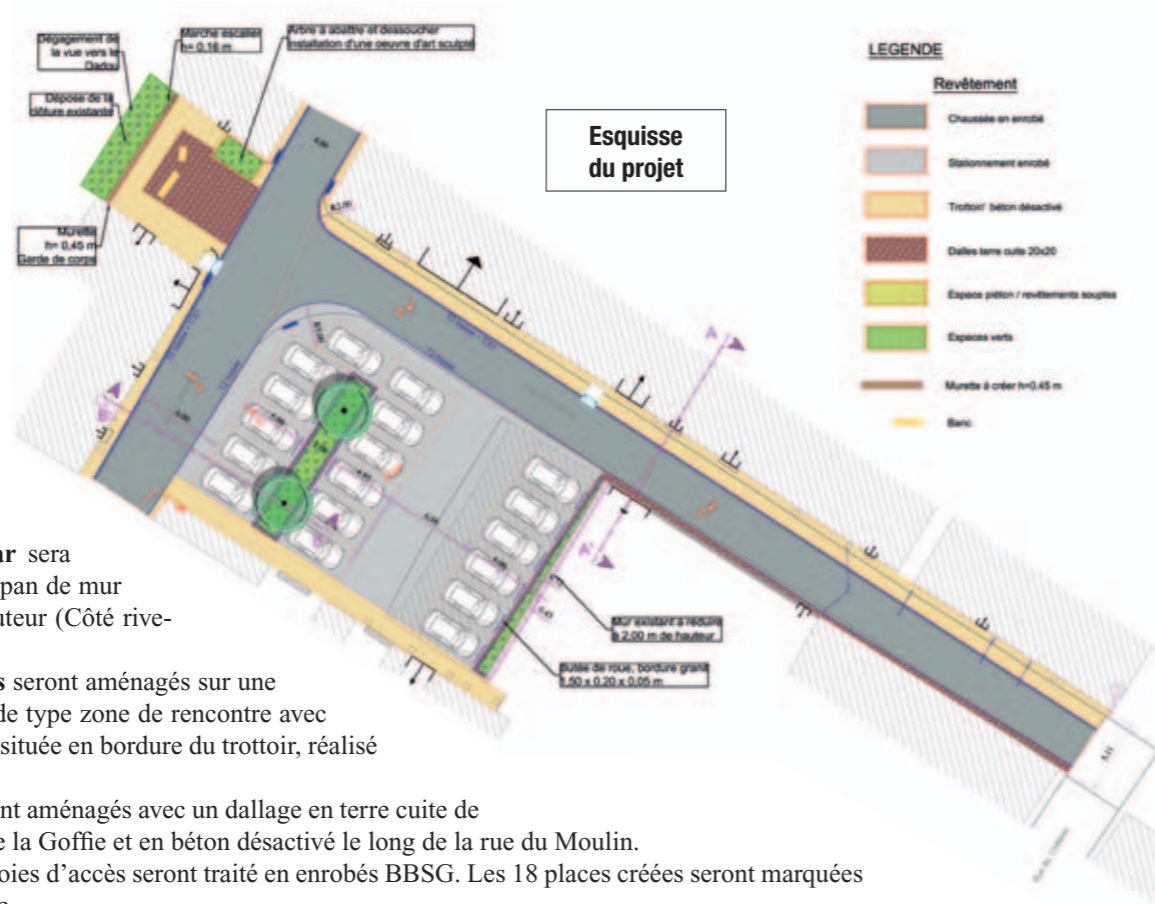 Dégagement de
la vue vers le
Dadou
Marche escalier
h= 0.16 m
Arbre à abattre et dessoucher
Installation d'une oeuvre d'art sculpté
Dépose de la
clôture existante
Murette
h= 0,45 m
Garde de corps
Esquisse
du projet
LEGENDE
Revêtement
Chaussée en enrobé
Stationnement enrobé
Trottoir/ béton désactivé
Dalles terre cuite 20x20
Espace piéton / revêtements souples
Espaces verts
Murette à créer h=0.45 m
Banc
Mur existant à réduire
à 2.00 m de hauteur
Butée de roue, bordure granit
1.50 x 0.20 x 0.05 m
A
A'
ar sera
pan de mur
uteur (Côté rive-
s seront aménagés sur une
de type zone de rencontre avec
située en bordure du trottoir, réalisé
nt aménagés avec un dallage en terre cuite de
e la Goffie et en béton désactivé le long de la rue du Moulin.
oies d'accès seront traité en enrobés BBSG. Les 18 places créées seront marquées